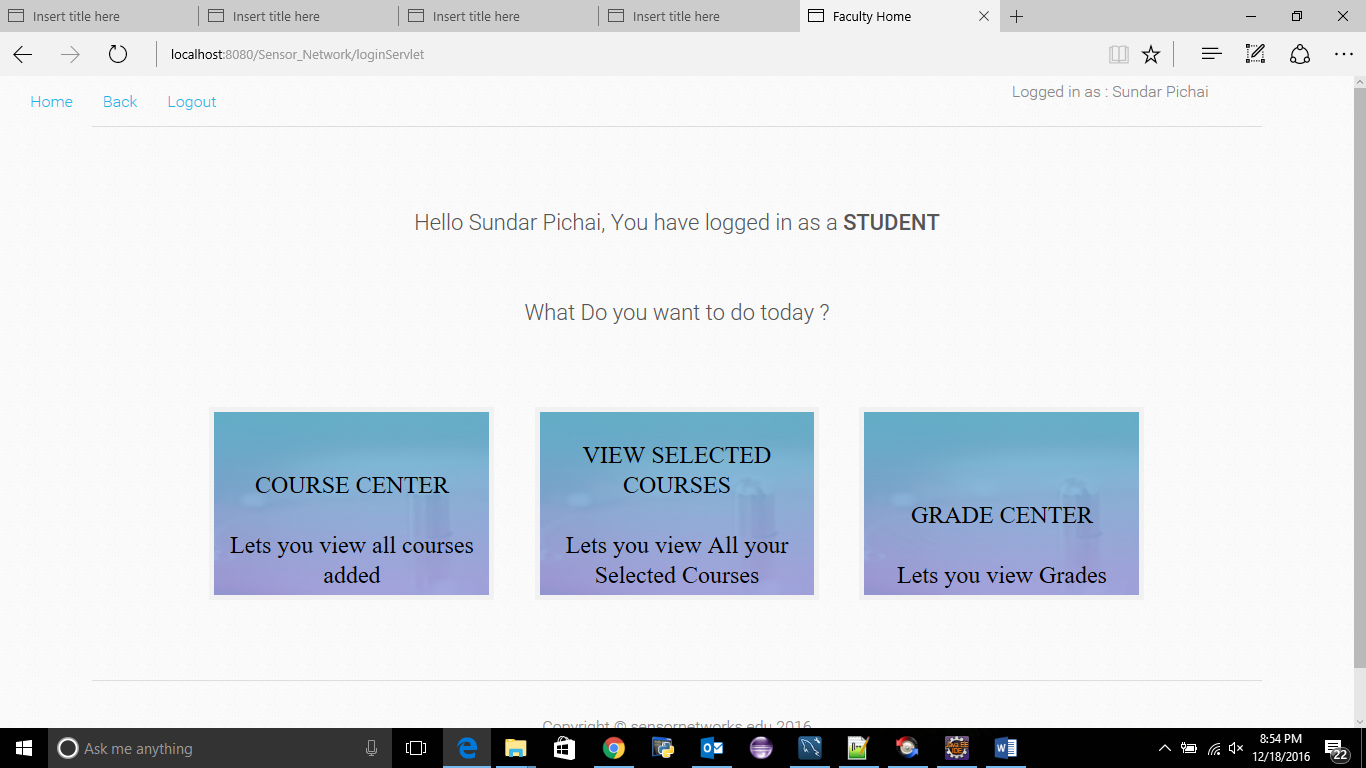 Insert title here
Insert title here
Insert title here
Insert title here
Faculty Home
localhost:8080/Sensor_Network/loginServlet
Home
Back
Logout
Logged in as : Sundar Pichai
Hello Sundar Pichai, You have logged in as a STUDENT
What Do you want to do today ?
COURSE CENTER
Lets you view all courses
added
VIEW SELECTED
COURSES
Lets you view All your
Selected Courses
GRADE CENTER
Lets you view Grades
Copyright © sensornetworks.edu 2016
Ask me anything
8:54 PM
12/18/2016
22